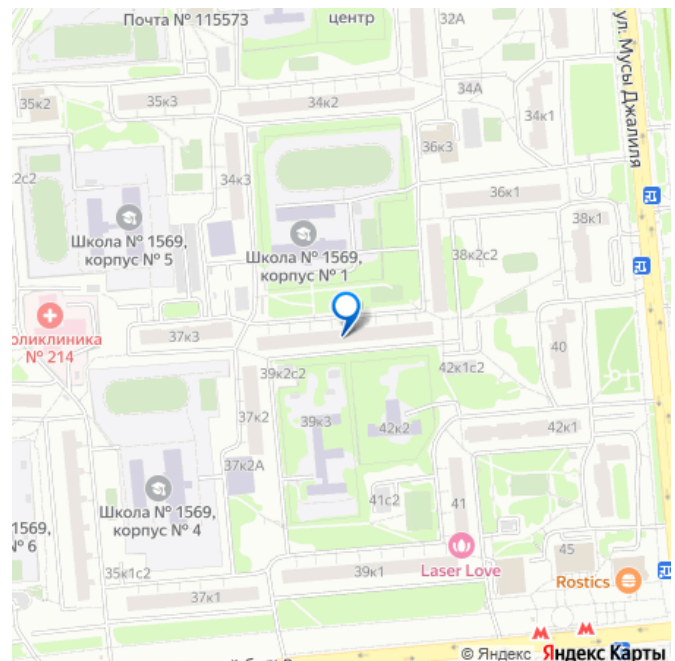 Почта № 115573
центр
32А
ул. Мусы Джалиля
35к2
35к3
34к2
34А
34к1
36к3
34к3
36к1
Школа № 1569,
корпус № 5
Школа № 1569,
корпус № 1
38к1
38к2с2
оликлиника
№ 214
37к3
40
39к2с2
42к1с2
37к2
39к3
42к2
42к1
37к2А
Школа № 1569,
корпус № 4
41с2
41
1569,
№ 6
Laser Love
45
Rostics
35к1с2
39к1
37к1
© Яндекс Яндекс Карты